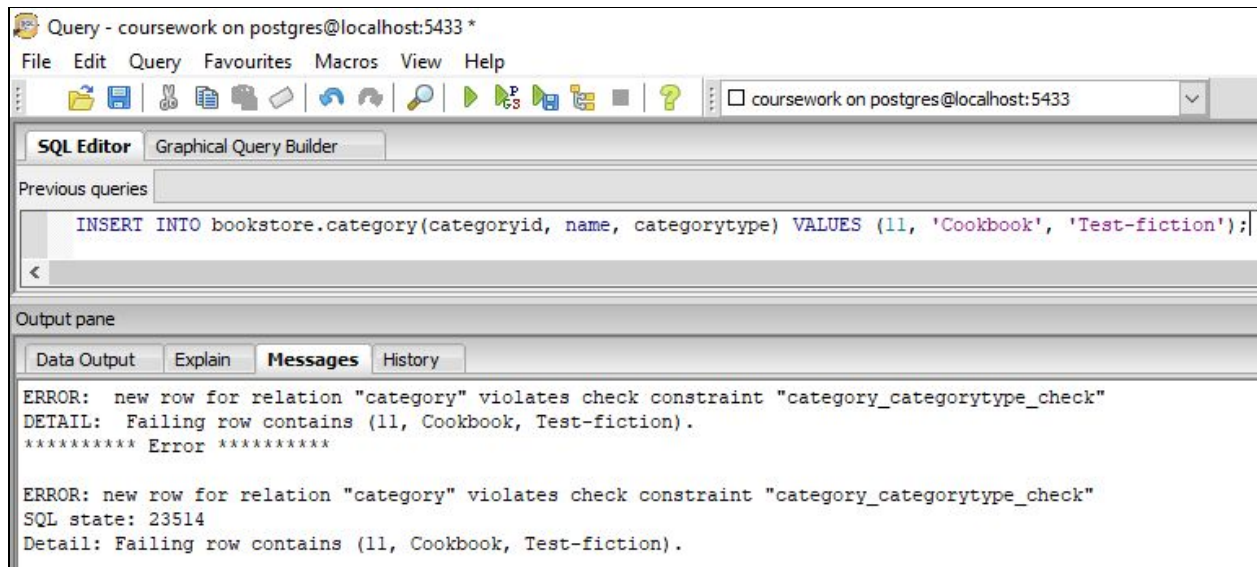 Query - coursework on postgres@localhost:5433 *
File Edit Query Favourites Macros View Help
coursework on postgres@localhost:5433
SQL Editor Graphical Query Builder
Previous queries
INSERT INTO bookstore.category(categoryid, name, categorytype) VALUES (11, 'Cookbook', 'Test-fiction');
Output pane
Data Output Explain Messages History
ERROR:  new row for relation "category" violates check constraint "category_categorytype_check"
DETAIL:  Failing row contains (11, Cookbook, Test-fiction).
********** Error **********
ERROR: new row for relation "category" violates check constraint "category_categorytype_check"
SQL state: 23514
Detail: Failing row contains (11, Cookbook, Test-fiction).